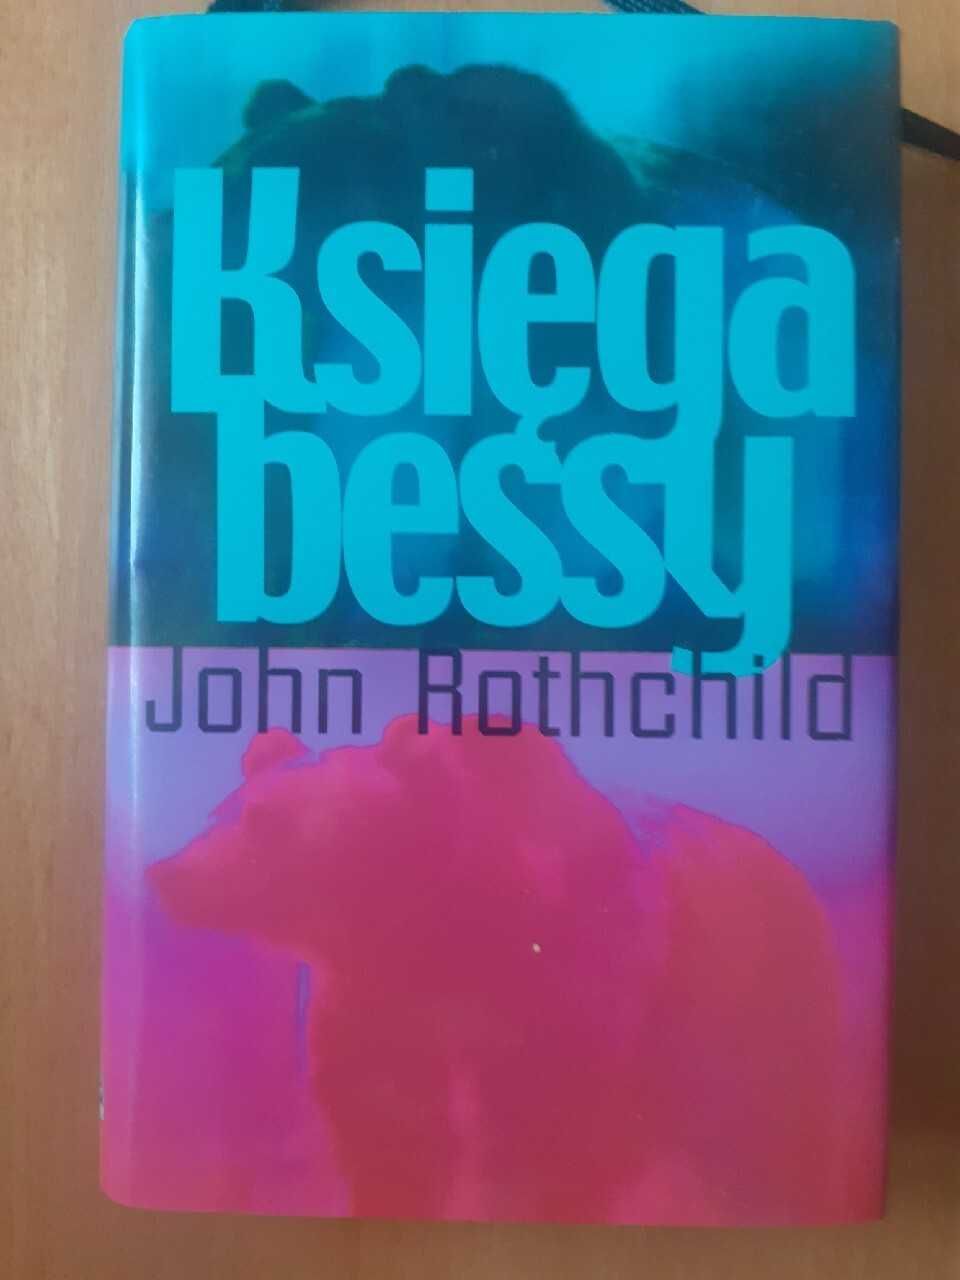 Księga
bessy
John Rothchild